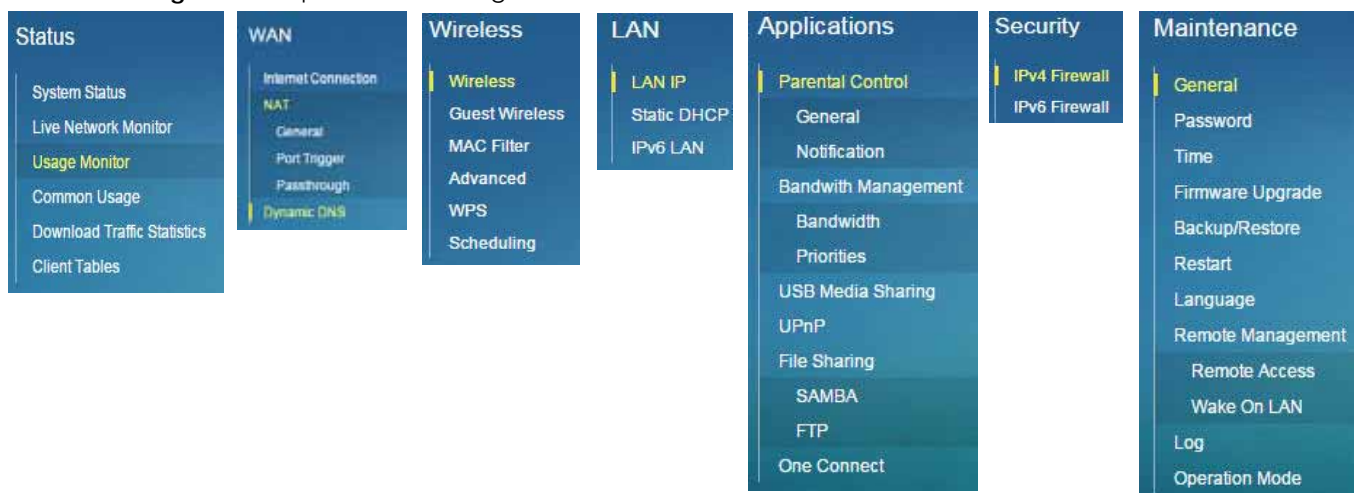 Status
System Status
Live Network Monitor
Usage Monitor
Common Usage
Download Traffic Statistics
Client Tables
WAN
Internet Connection
NAT
General
Port Trigger
Passthrough
Dynamic DNS
Wireless
Wireless
Guest Wireless
MAC Filter
Advanced
WPS
Scheduling
LAN
LAN IP
Static DHCP
IPv6 LAN
Applications
Parental Control
General
Notification
Bandwith Management
Bandwidth
Priorities
USB Media Sharing
UPnP
File Sharing
SAMBA
FTP
One Connect
Security
IPv4 Firewall
IPv6 Firewall
Maintenance
General
Password
Time
Firmware Upgrade
Backup/Restore
Restart
Language
Remote Management
Remote Access
Wake On LAN
Log
Operation Mode